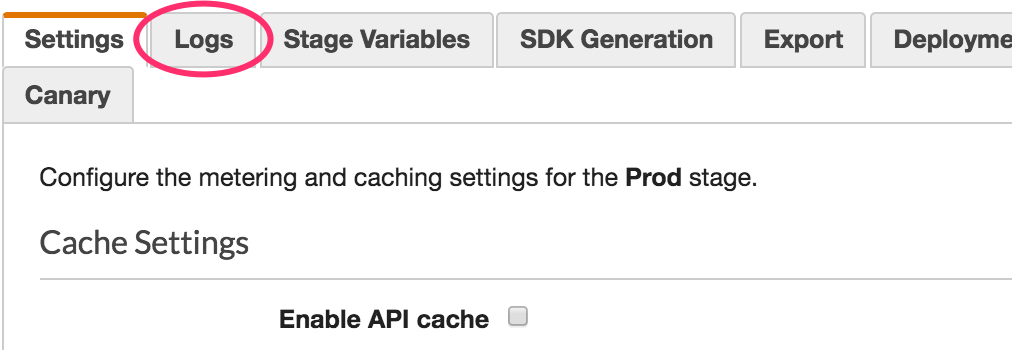 Settings Logs Stage Variables SDK Generation Export Deployme
Canary
Configure the metering and caching settings for the Prod stage.
Cache Settings
Enable API cache